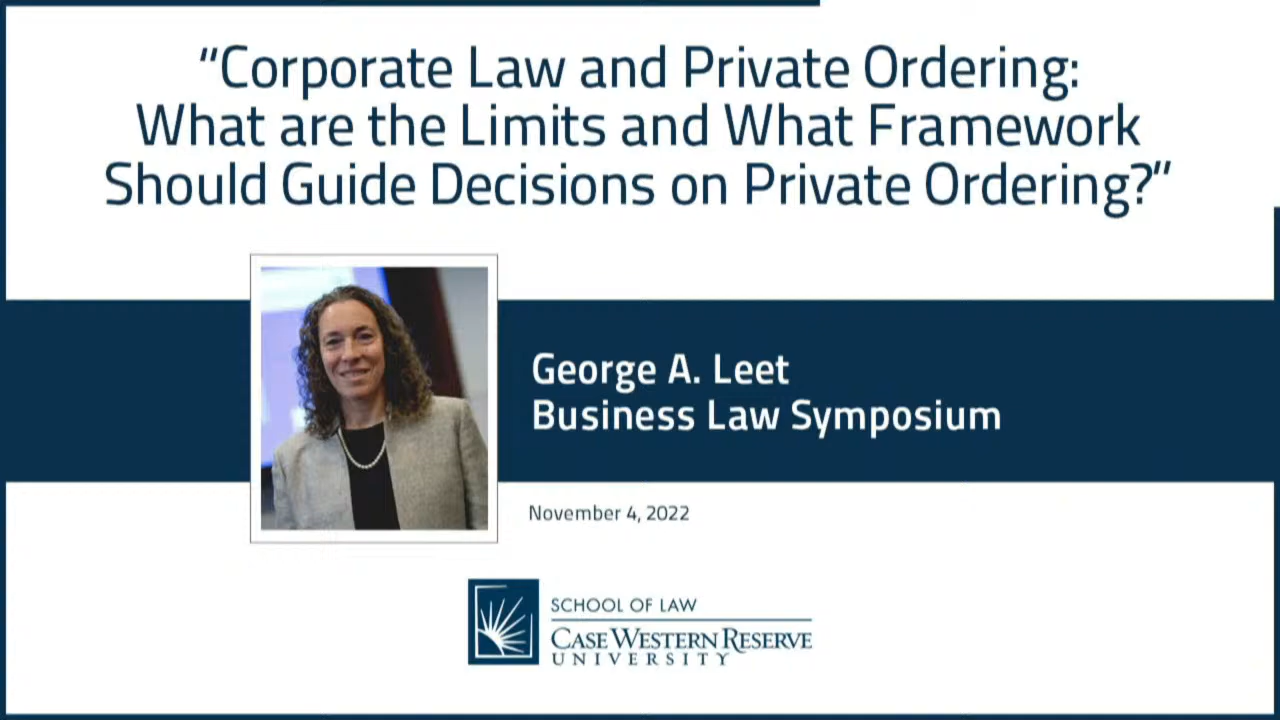 “Corporate Law and Private Ordering:
What are the Limits and What Framework
Should Guide Decisions on Private Ordering?”
George A. Leet
Business Law Symposium
November 4, 2022
SCHOOL OF LAW
CASE WESTERN RESERVE
UNIVERSITY